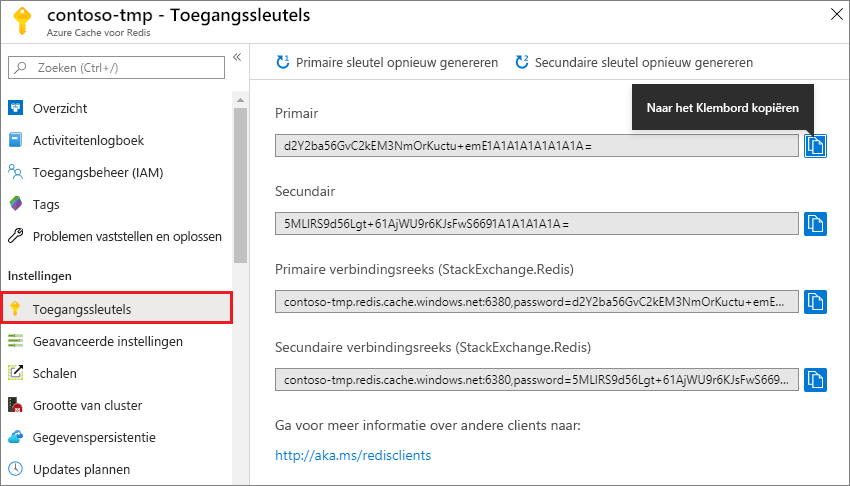 contoso-tmp - Toegangssleutels
Azure Cache voor Redis
Zoeken (Ctrl+/)
Overzicht
Activiteitenlogboek
Toegangsbeheer (IAM)
Tags
Problemen vaststellen en oplossen
Instellingen
Toegangssleutels
Geavanceerde instellingen
Schalen
Grootte van cluster
Gegevenspersistentie
Updates plannen
Primaire sleutel opnieuw genereren
Secundaire sleutel opnieuw genereren
Naar het Klembord kopiëren
Primair
d2Y2ba56GvC2kEM3NmOrKuctu+emE1A1A1A1A1A1A1A=
Secundair
5MLIRS9d56Lgt+61AjWU9r6KJsFwS6691A1A1A1A1A=
Primaire verbindingsreeks (StackExchange.Redis)
contoso-tmp.redis.cache.windows.net:6380,password=d2Y2ba56GvC2kEM3NmOrKuctu+emE...
Secundaire verbindingsreeks (StackExchange.Redis)
contoso-tmp.redis.cache.windows.net:6380,password=5MLIRS9d56Lgt+61AjWU9r6KJsFwS669...
Ga voor meer informatie over andere clients naar:
http://aka.ms/redisclients